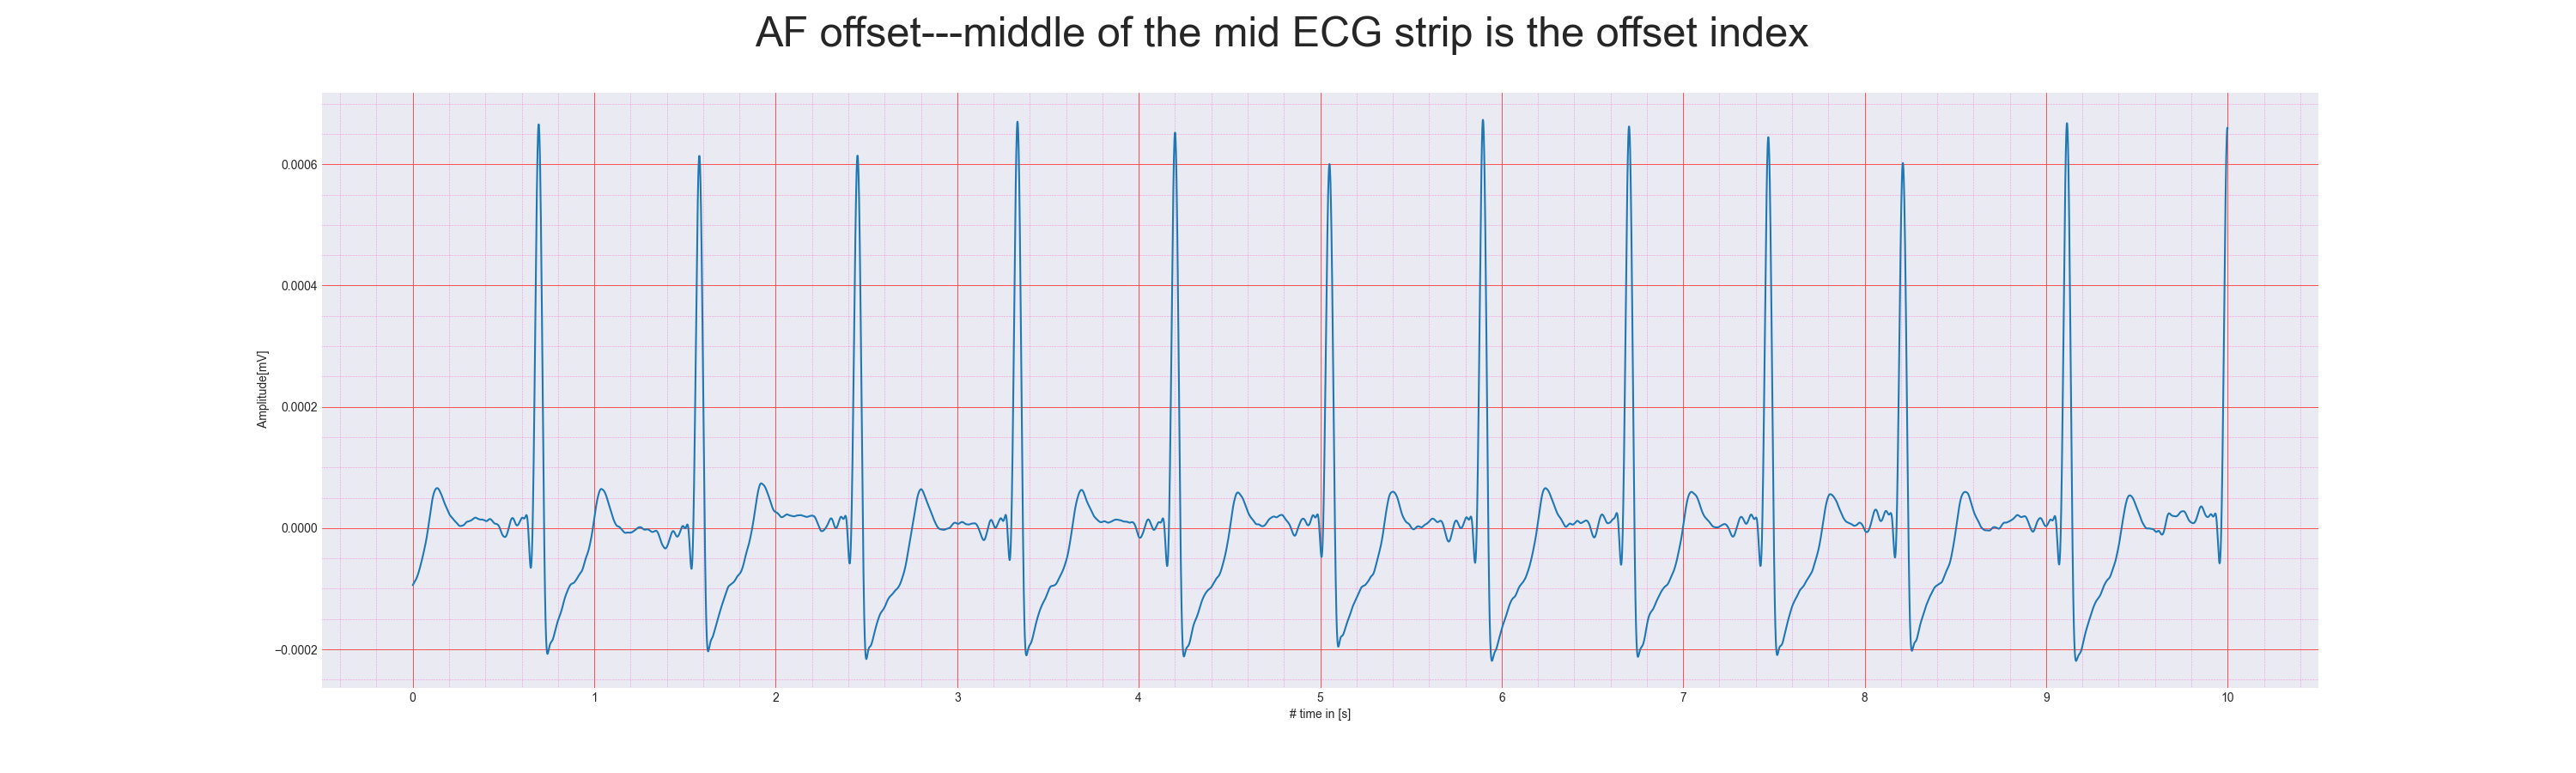 AF offset---middle of the mid ECG strip is the offset index
0.0006
0.0004
0.0002
0.0000
−0.0002
Amplitude[mV]
0 1 2 3 4 5 6 7 8 9 10
# time in [s]